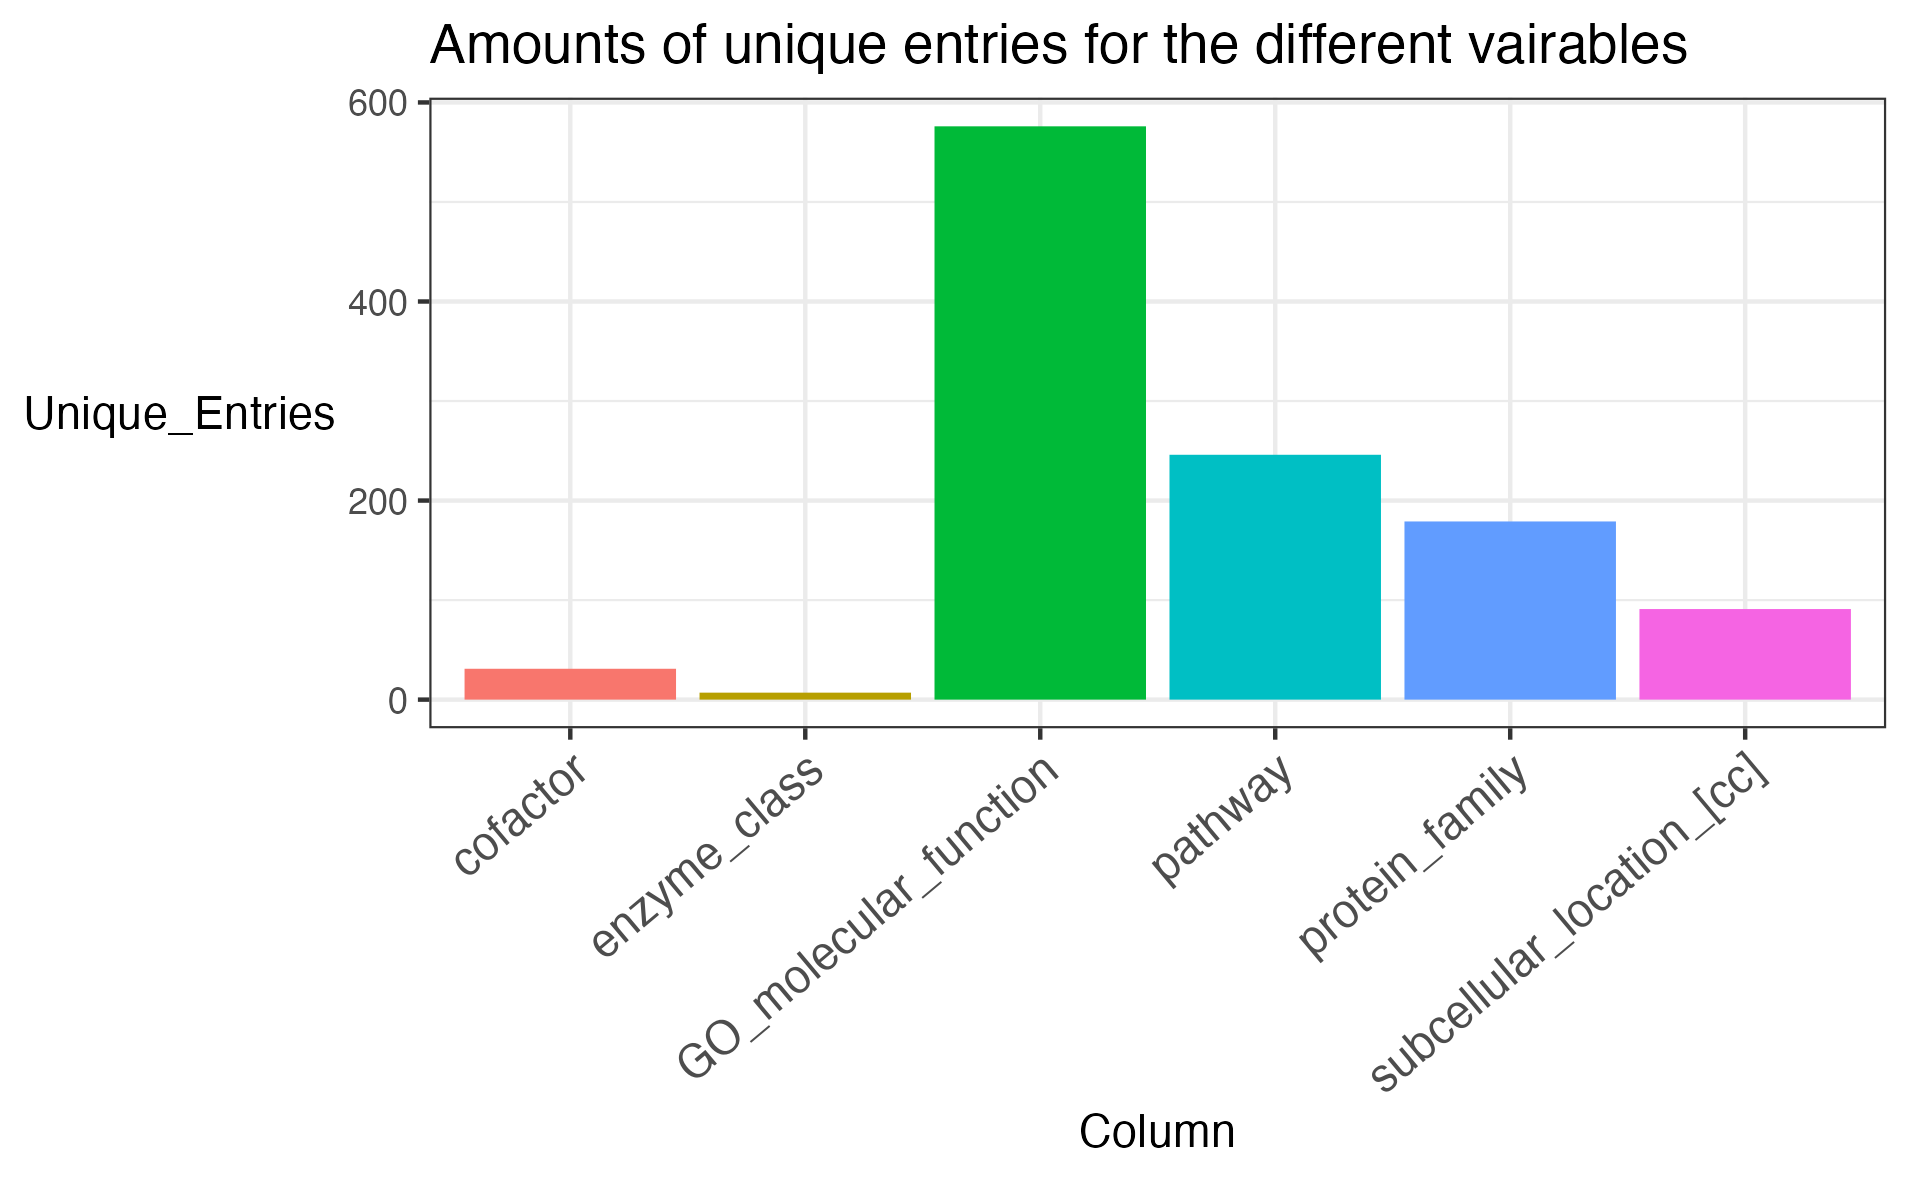 Amounts of unique entries for the different vairables
600
400
200
0
Unique_Entries
cofactor
enzyme_class
GO_molecular_function
pathway
protein_family
subcellular_location_[cc]
Column